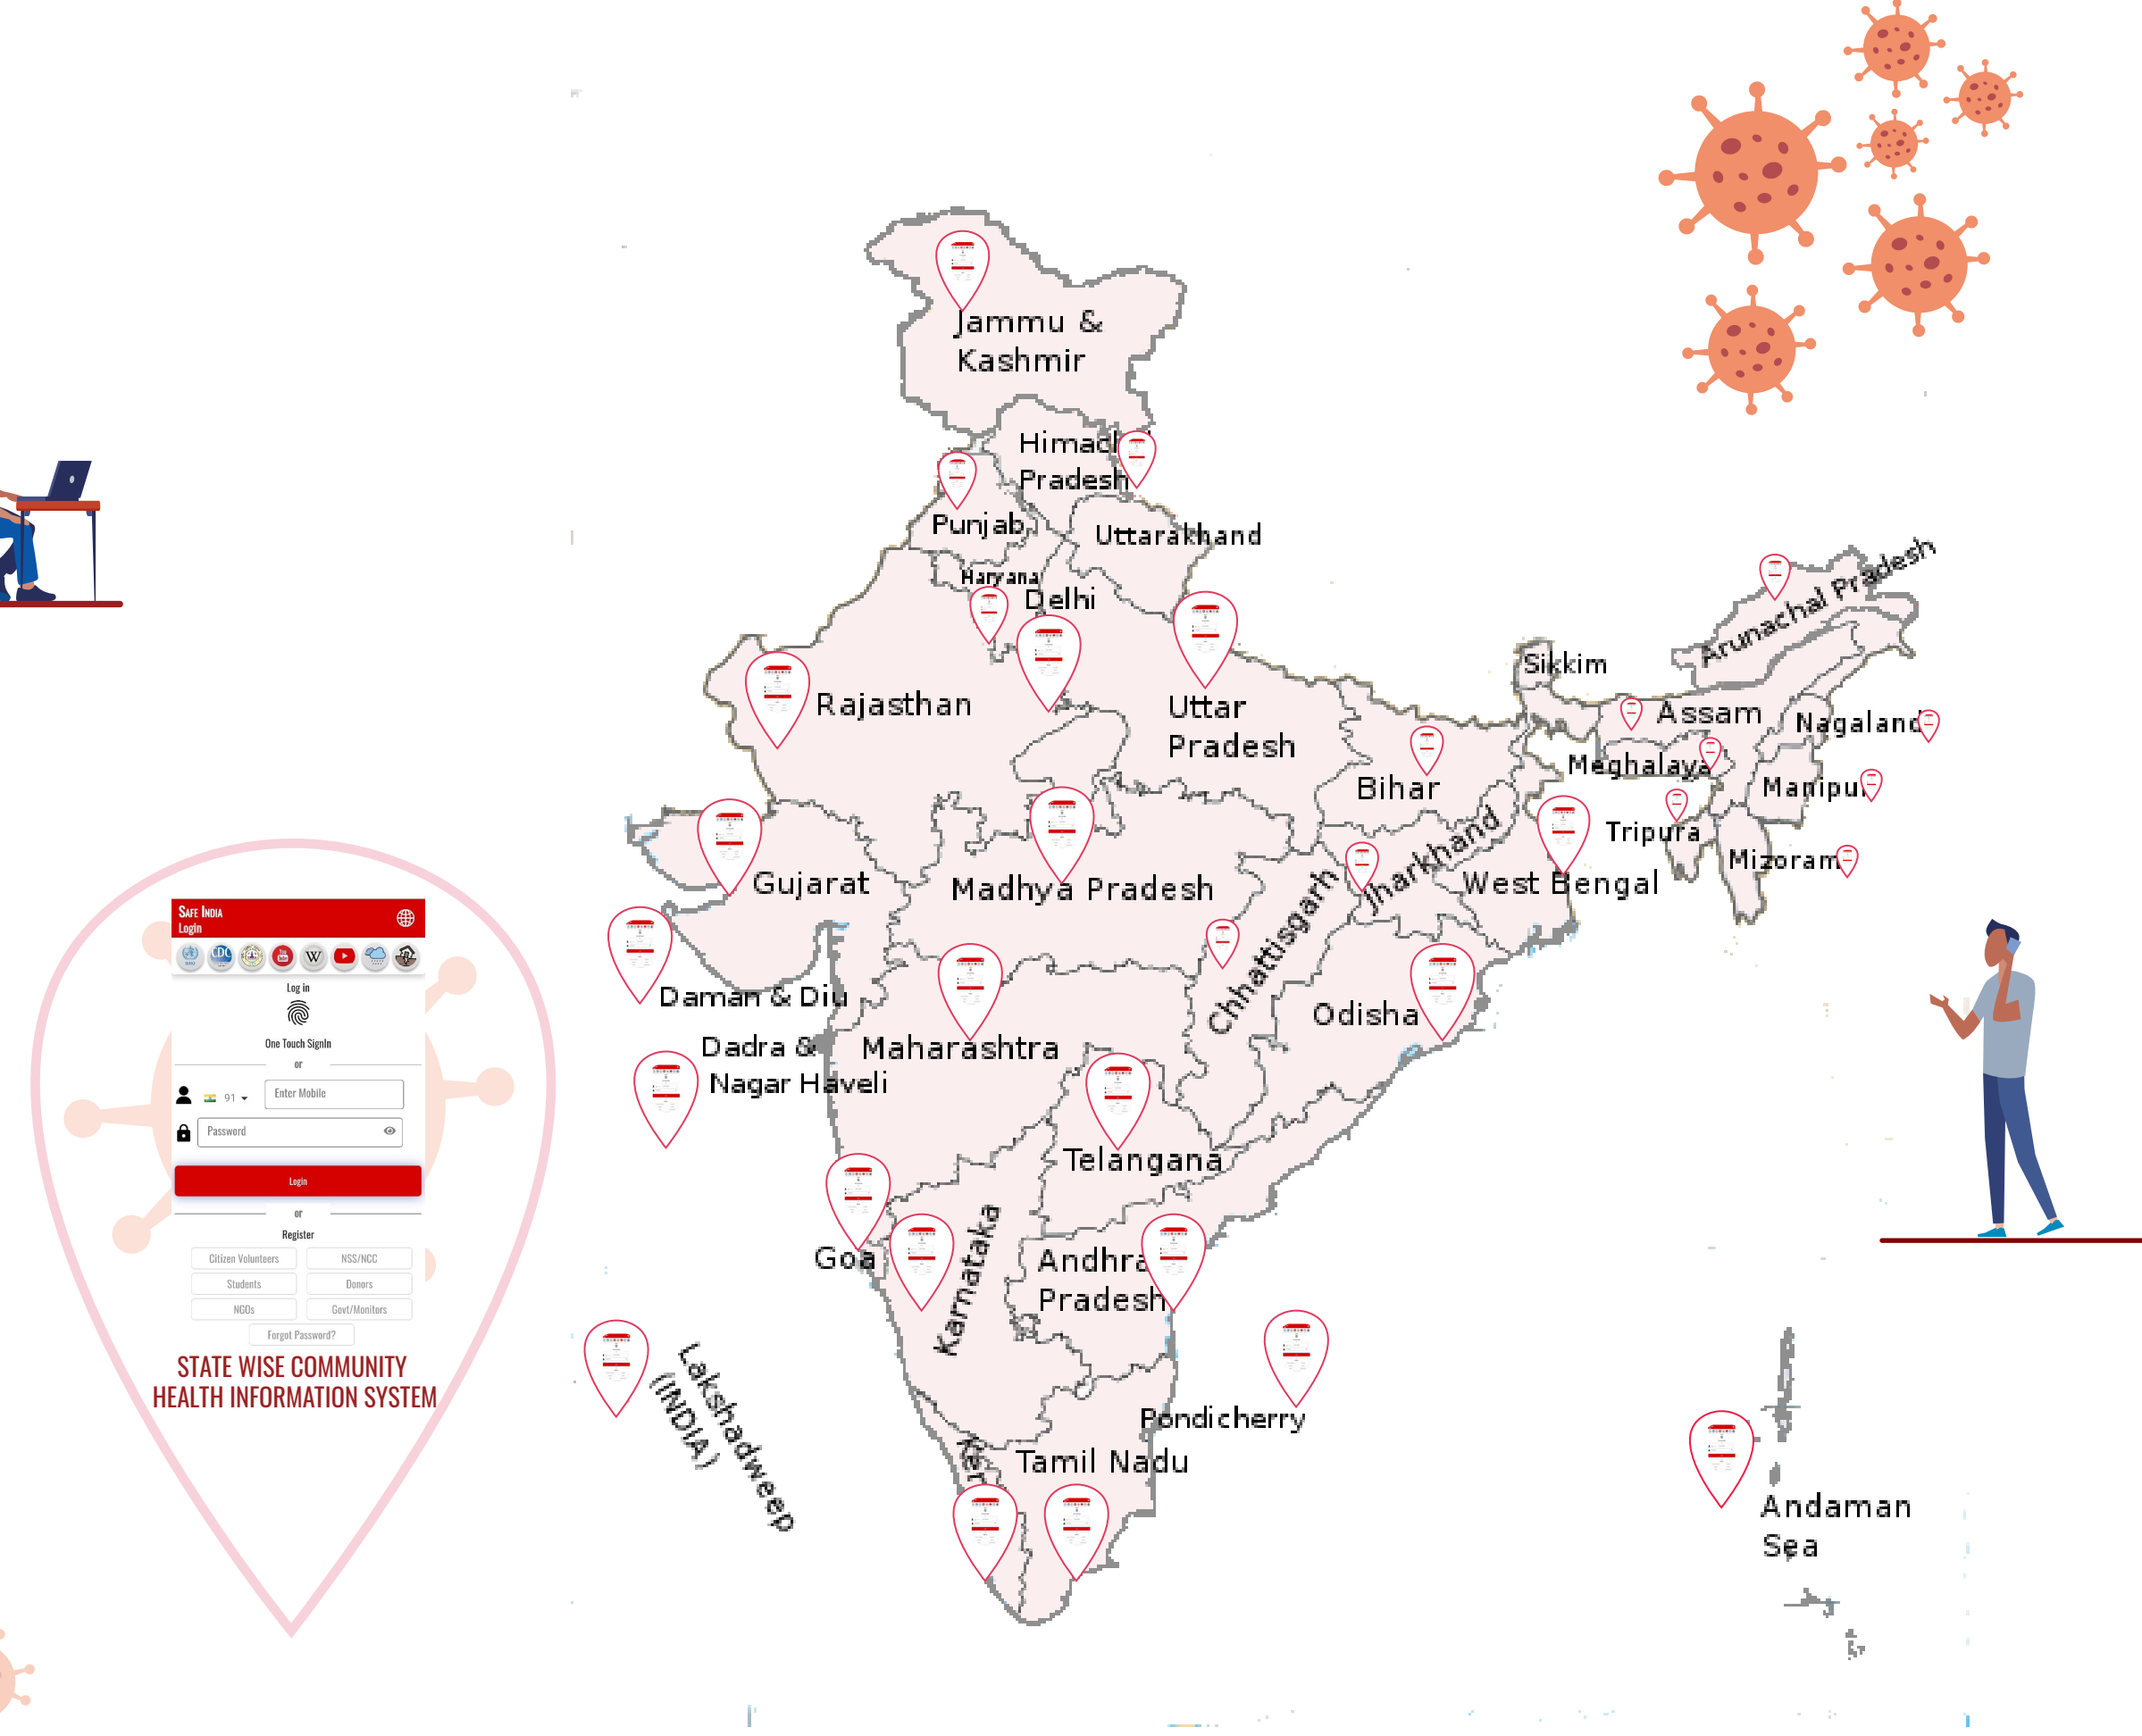 Jammu &
Kashmir
Himach
Pradesh
Punjab
Uttarakhand
Haryana
Delhi
Arunachal Pradesh
Sikkim
Rajasthan
Uttar
Pradesh
Assam
Nagaland
Meghalaya
Bihar
Manipur
Jharkhand
Tripura
Mizoram
Gujarat
Madhya Pradesh
West Bengal
Chhattisgarh
Daman & Diu
Odisha
Dadra &
Nagar Haveli
Maharashtra
Telangana
Karnataka
Goa
Andhra
Pradesh
Lakshadweep
(INDIA)
Pondicherry
Ker
Tamil Nadu
Andaman
Sea
SAFE INDIA
Login
CDC
W
Log in
One Touch SignIn
or
91
Enter Mobile
Password
Login
or
Register
Citizen Volunteers NSS/NCC
Students Donors
NGOs Govt/Monitors
Forgot Password?
STATE WISE COMMUNITY
HEALTH INFORMATION SYSTEM